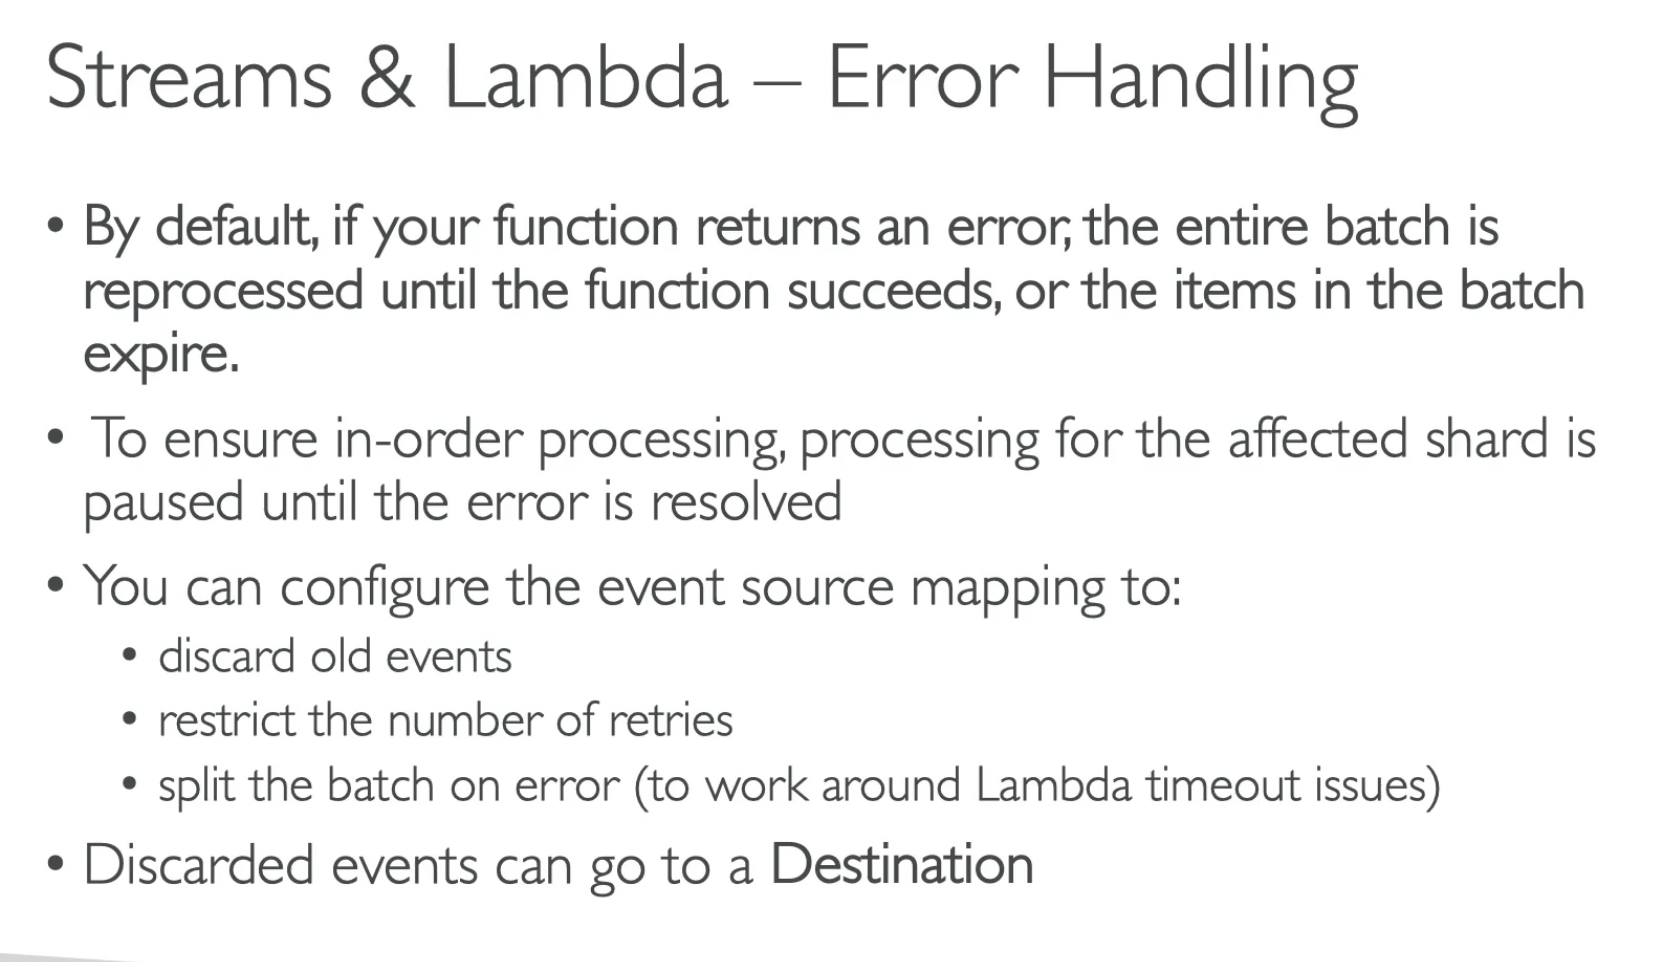 Streams & Lambda – Error Handling
• By default, if your function returns an error, the entire batch is
reprocessed until the function succeeds, or the items in the batch
expire.
• To ensure in-order processing, processing for the affected shard is
paused until the error is resolved
• You can configure the event source mapping to:
• discard old events
• restrict the number of retries
• split the batch on error (to work around Lambda timeout issues)
• Discarded events can go to a Destination